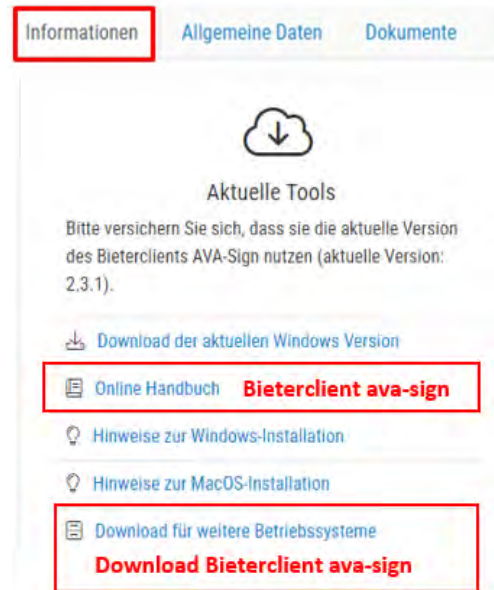 Informationen Allgemeine Daten Dokumente
Aktuelle Tools
Bitte versichern Sie sich, dass sie die aktuelle Version
des Bieterclients AVA-Sign nutzen (aktuelle Version:
2.3.1).
Download der aktuellen Windows Version
Online Handbuch Bieterclient ava-sign
Hinweise zur Windows-Installation
Hinweise zur MacOS-Installation
Download für weitere Betriebssysteme
Download Bieterclient ava-sign